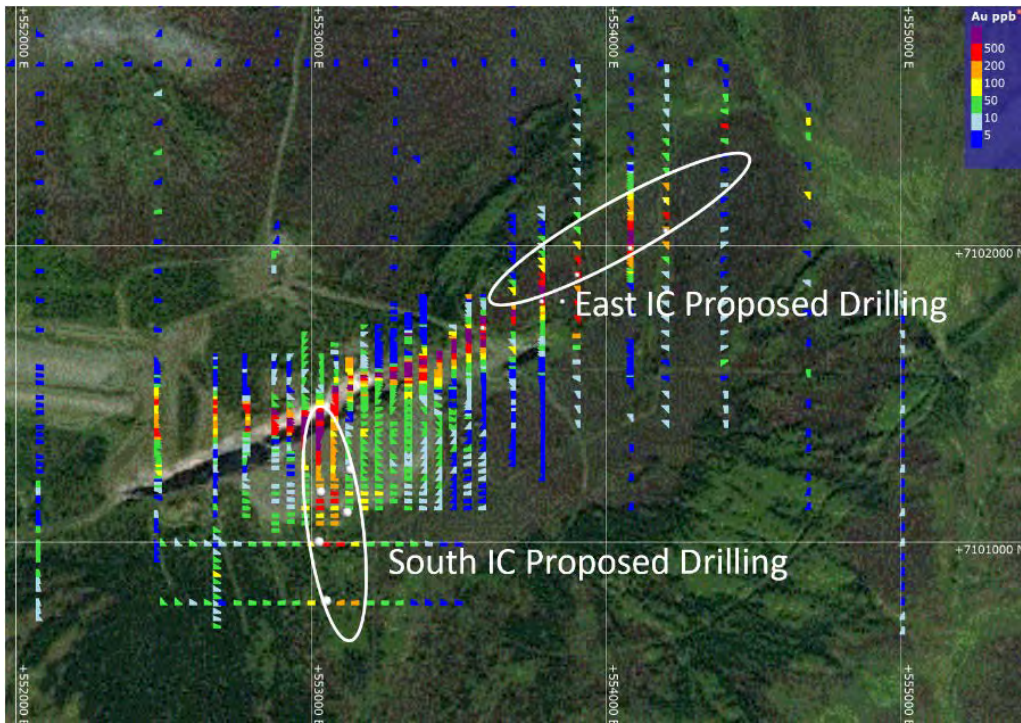 +552000 E
+553000 E
+554000 E
+555000 E
Au ppb
500
200
100
50
10
5
+7102000 N
East IC Proposed Drilling
+7101000 N
South IC Proposed Drilling
+552000 E
+553000 E
+554000 E
+555000 E